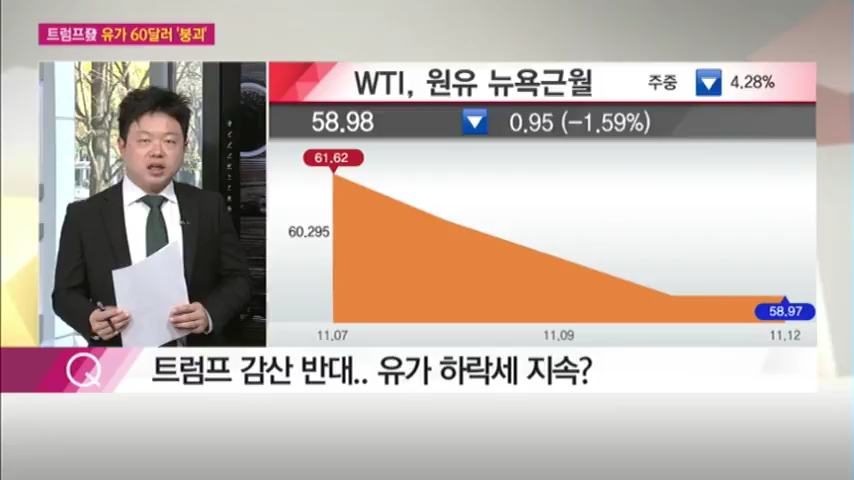 트럼프發 유가 60달러 '붕괴'
WTI, 원유 뉴욕근월 주중 ▼ 4.28%
58.98 ▼ 0.95 (-1.59%)
61.62
60.295
58.97
11.07 11.09 11.12
Q 트럼프 감산 반대.. 유가 하락세 지속?